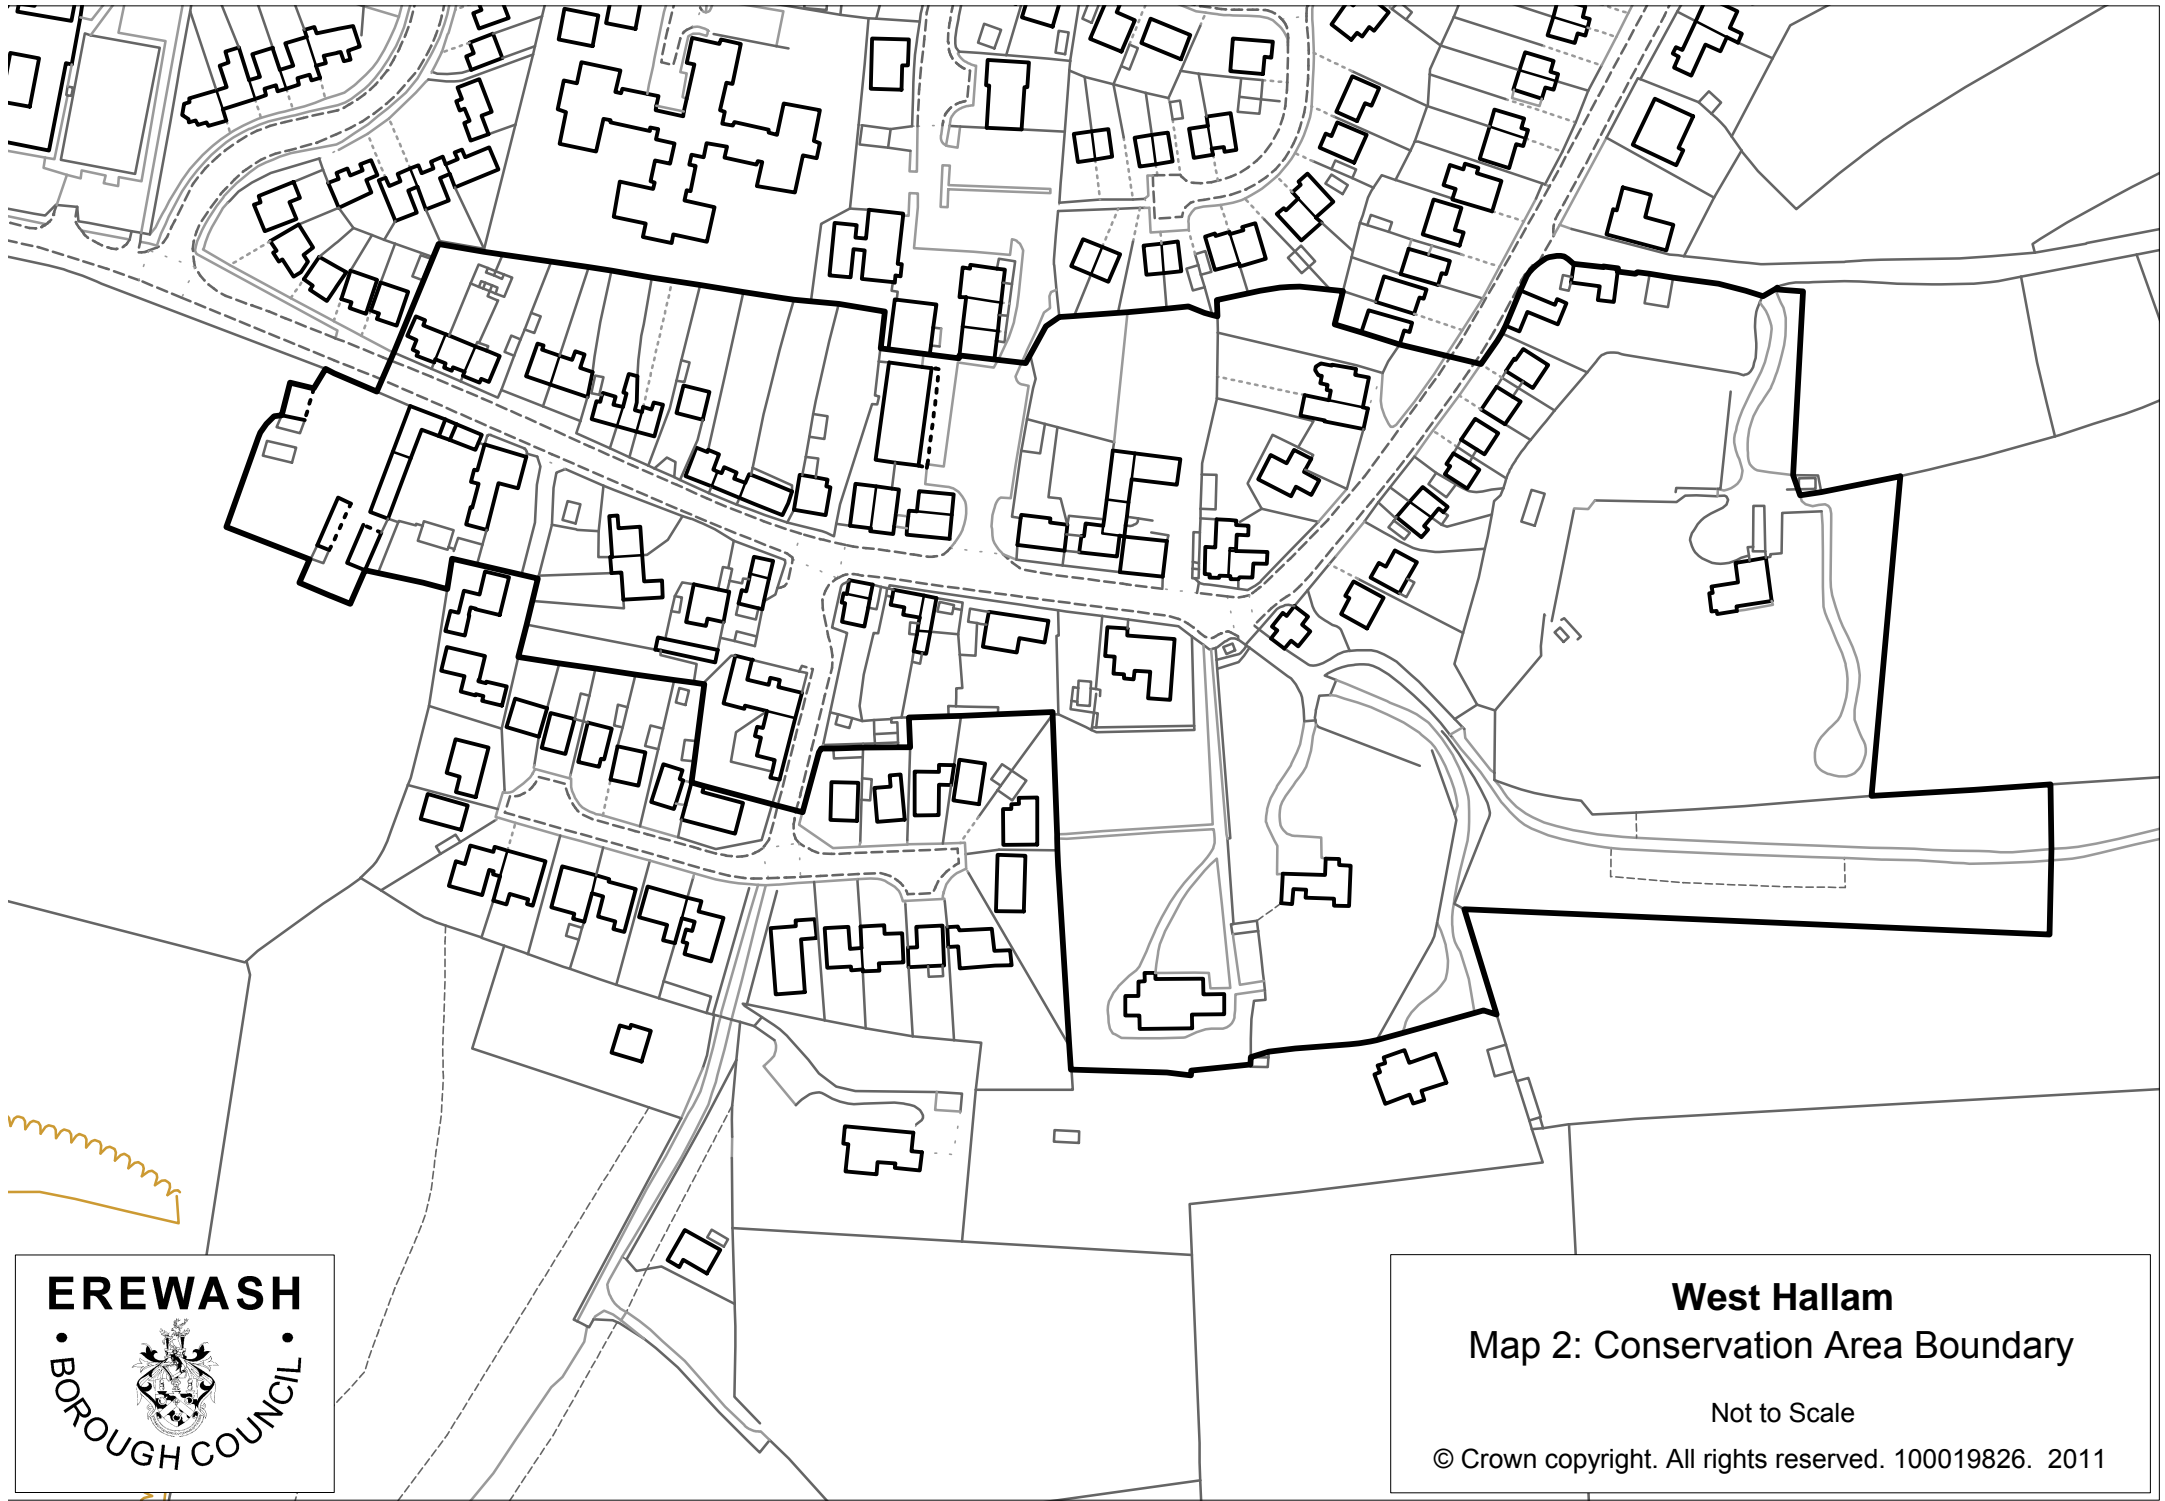 EREWASH
• BOROUGH COUNCIL •
West Hallam
Map 2: Conservation Area Boundary
Not to Scale
© Crown copyright. All rights reserved. 100019826. 2011